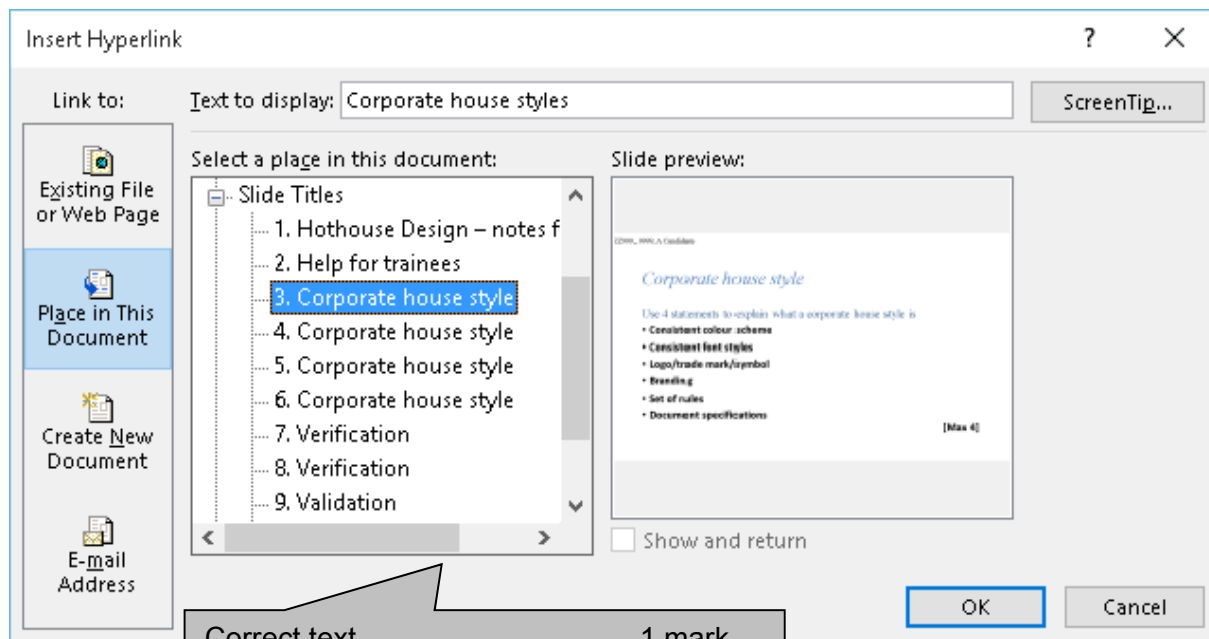 Insert Hyperlink
?
Link to:
Text to display: Corporate house styles
ScreenTip...
Existing File
or Web Page
Place in This
Document
Create New
Document
E-mail
Address
Select a place in this document:
Slide Titles
1. Hothouse Design – notes f
2. Help for trainees
3. Corporate house style
4. Corporate house style
5. Corporate house style
6. Corporate house style
7. Verification
8. Verification
9. Validation
Slide preview:
A Candidate
Corporate house style
Use 4 statements to explain what a corporate house style is
• Consistent colour scheme
• Consistent font styles
• Logo/trade mark/symbol
• Branding
• Set of rules
• Document specifications
[Max 4]
Show and return
OK
Cancel
Correct text 1 mark